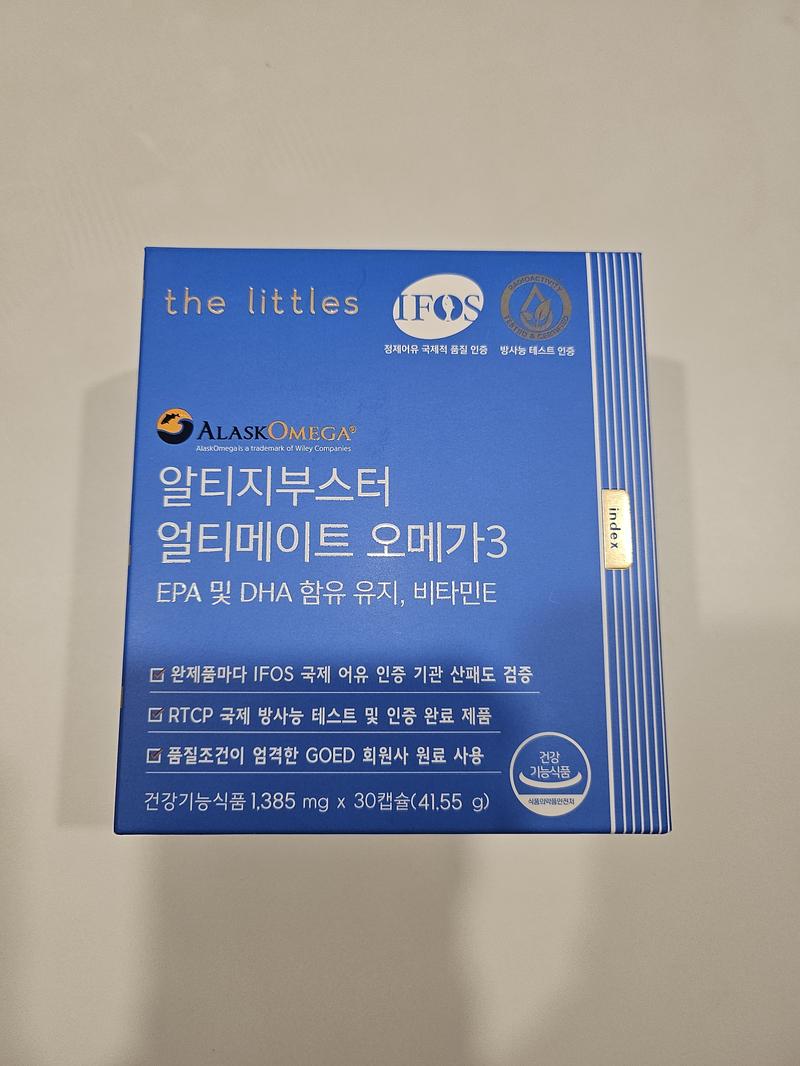 the littles
IFOS
정제어유 국제적 품질 인증
RADIOACTIVITY
TESTED & CERTIFIED
방사능 테스트 인증
ALASKOMEGA®
AlaskOmega is a trademark of Wiley Companies
알티지부스터
얼티메이트 오메가3
EPA 및 DHA 함유 유지, 비타민E
index
완제품마다 IFOS 국제 어유 인증 기관 산패도 검증
RTCP 국제 방사능 테스트 및 인증 완료 제품
품질조건이 엄격한 GOED 회원사 원료 사용
건강
기능식품
식품의약품안전처
건강기능식품 1,385 mg x 30캡슐(41.55 g)